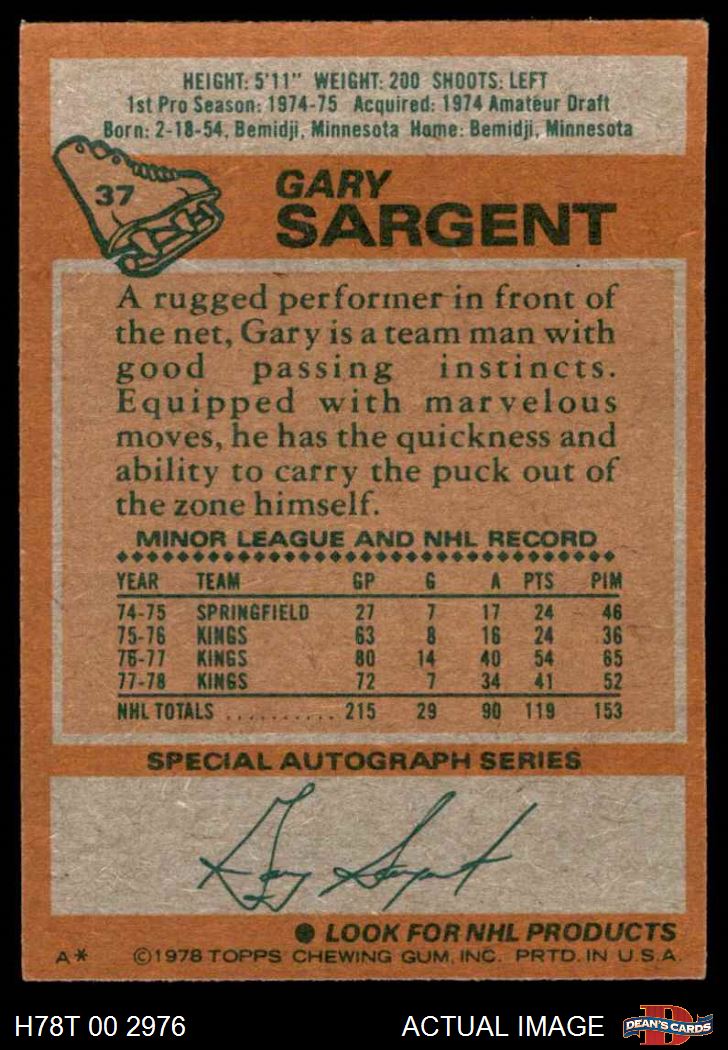 HEIGHT: 5'11" WEIGHT: 200 SHOOTS: LEFT
1st Pro Season: 1974-75 Acquired: 1974 Amateur Draft
Born: 2-18-54, Bemidji, Minnesota Home: Bemidji, Minnesota
37
GARY
SARGENT
A rugged performer in front of
the net, Gary is a team man with
good passing instincts.
Equipped with marvelous
moves, he has the quickness and
ability to carry the puck out of
the zone himself.
MINOR LEAGUE AND NHL RECORD
YEAR TEAM GP G A PTS PIM
74-75 SPRINGFIELD 27 7 17 24 46
75-76 KINGS 63 8 16 24 36
76-77 KINGS 80 14 40 54 65
77-78 KINGS 72 7 34 41 52
NHL TOTALS .......... 215 29 90 119 153
SPECIAL AUTOGRAPH SERIES
Gary Sargent
● LOOK FOR NHL PRODUCTS
A* ©1978 TOPPS CHEWING GUM, INC. PRTD. IN U.S.A.
H78T 00 2976 ACTUAL IMAGE D DEAN'S CARDS